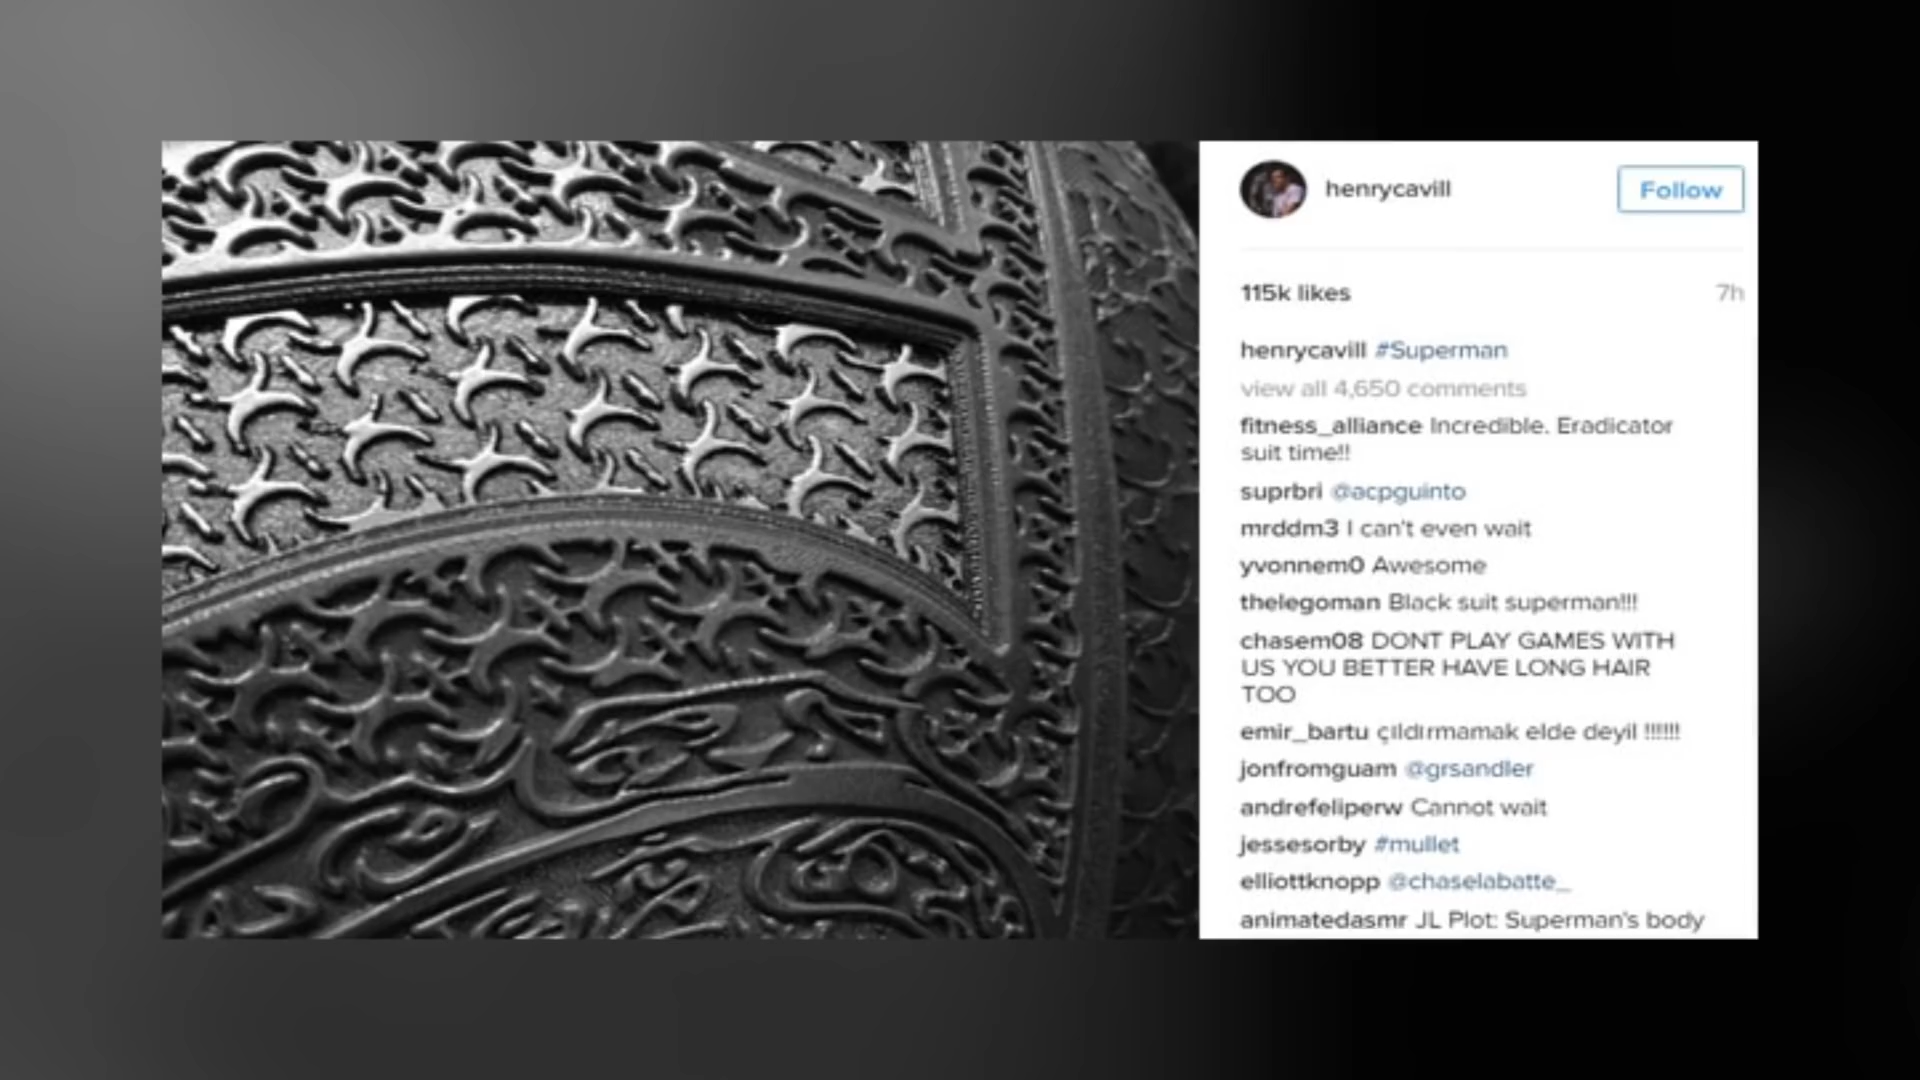 henrycavill
Follow
115k likes
7h
henrycavill #Superman
view all 4,650 comments
fitness_alliance Incredible. Eradicator
suit time!!
suprbri @acpguinto
mrddm3 I can't even wait
yvonnem0 Awesome
thelegoman Black suit superman!!!
chasem08 DONT PLAY GAMES WITH
US YOU BETTER HAVE LONG HAIR
TOO
emir_bartu çıldırmamak elde deyil !!!!!!
jonfromguam @grsandler
andrefeliperw Cannot wait
jessesorby #mullet
elliottknopp @chaselabatte_
animatedasmr JL Plot: Superman's body